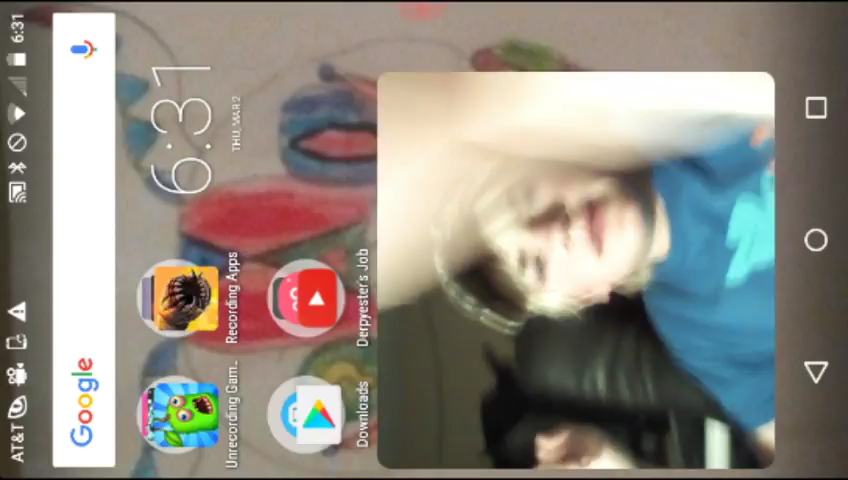 AT&T
6:31
Google
6:31
THU, MAR 2
Unrecording Gam..
Recording Apps
Downloads
Derpyester's Job